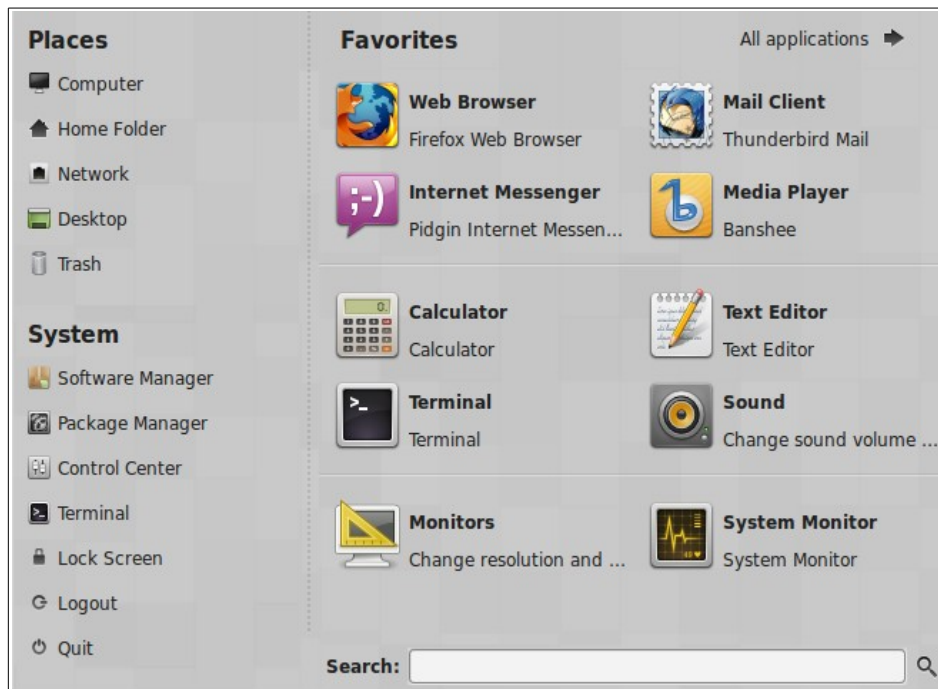 Places
Computer
Home Folder
Network
Desktop
Trash
System
Software Manager
Package Manager
Control Center
Terminal
Lock Screen
Logout
Quit
Favorites
All applications
Web Browser
Firefox Web Browser
Mail Client
Thunderbird Mail
;-)
Internet Messenger
Pidgin Internet Messen...
Media Player
Banshee
0.
Calculator
Calculator
Text Editor
Text Editor
>_
Terminal
Terminal
Sound
Change sound volume ...
Monitors
Change resolution and ...
System Monitor
System Monitor
Search: